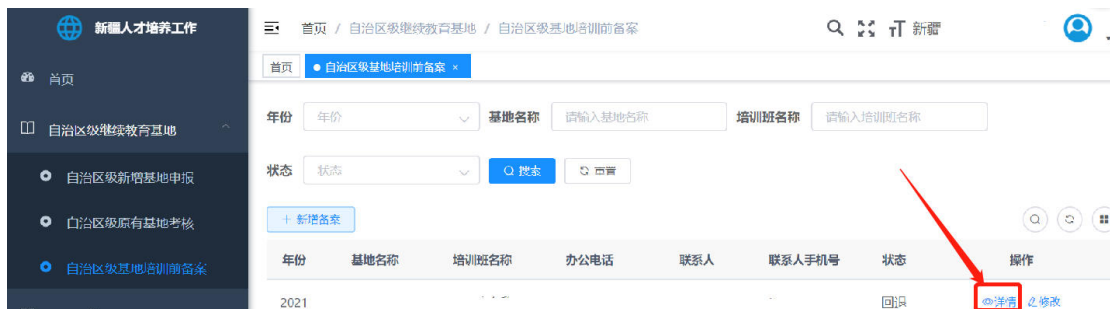 新疆人才培养工作
首页 / 自治区级继续教育基地 / 自治区级基地培训前备案
新疆
首页
自治区级基地培训前备案 ×
首页
自治区级继续教育基地
自治区级新增基地申报
自治区级原有基地考核
自治区级基地培训前备案
年份 年份 基地名称 请输入基地名称 培训班名称 请输入培训班名称
状态 状态 搜索 重置
+ 新增备案
年份 基地名称 培训班名称 办公电话 联系人 联系人手机号 状态 操作
2021 详情 修改